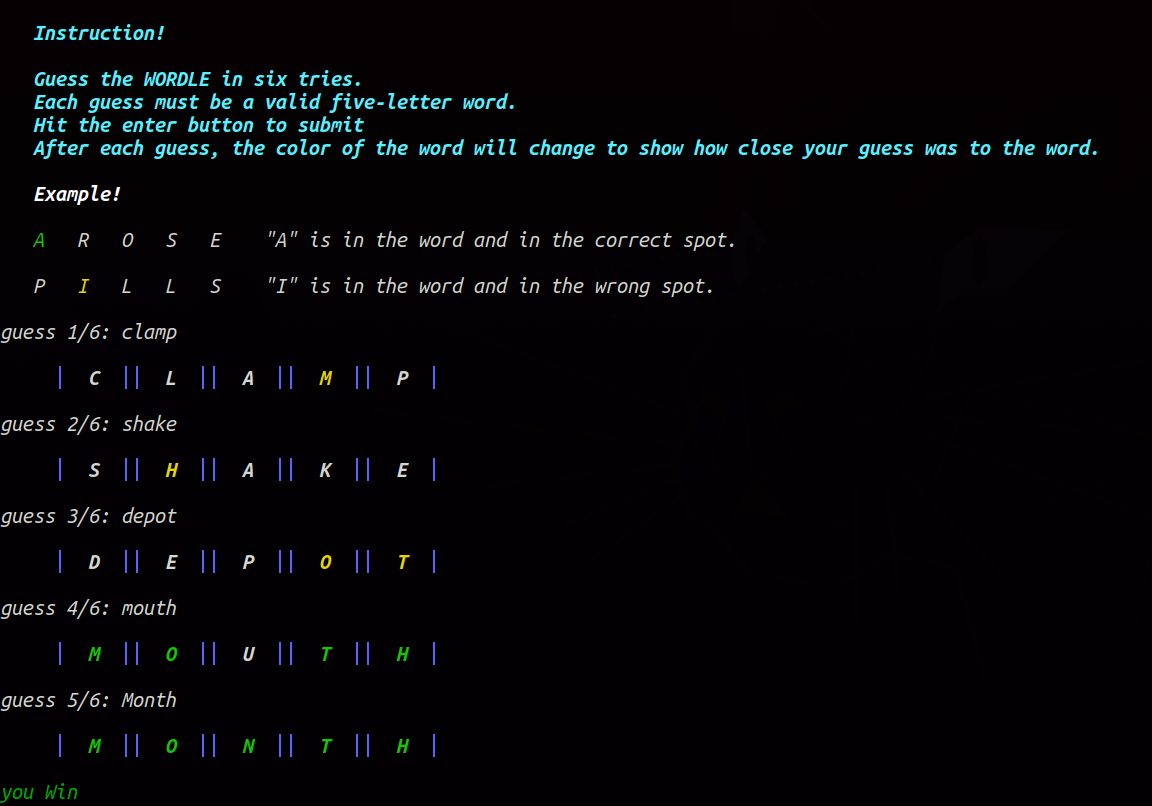 Instruction!
Guess the WORDLE in six tries.
Each guess must be a valid five-letter word.
Hit the enter button to submit
After each guess, the color of the word will change to show how close your guess was to the word.
Example!
A R O S E "A" is in the word and in the correct spot.
P I L L S "I" is in the word and in the wrong spot.
guess 1/6: clamp
| C || L || A || M || P |
guess 2/6: shake
| S || H || A || K || E |
guess 3/6: depot
| D || E || P || O || T |
guess 4/6: mouth
| M || O || U || T || H |
guess 5/6: Month
| M || O || N || T || H |
you Win